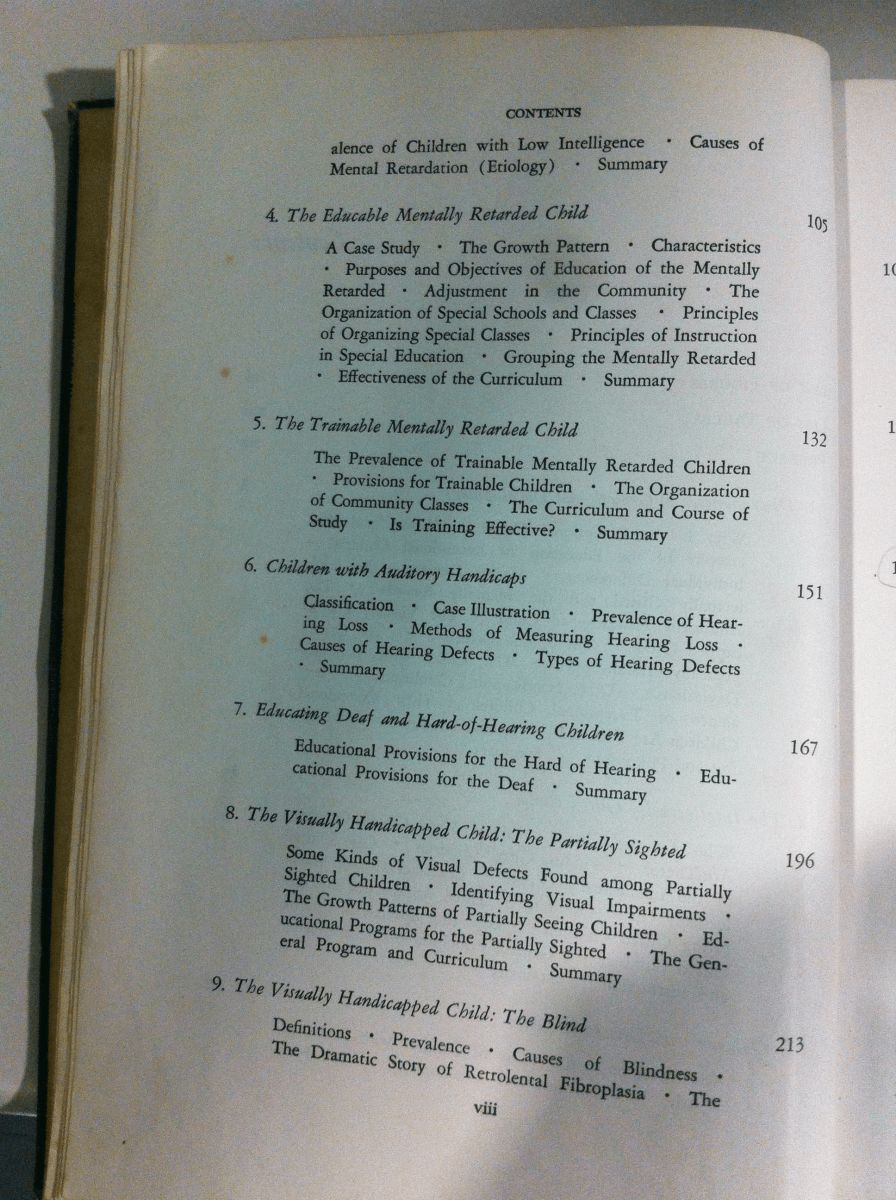 CONTENTS
alence of Children with Low Intelligence • Causes of
Mental Retardation (Etiology) • Summary
4. The Educable Mentally Retarded Child 105
A Case Study • The Growth Pattern • Characteristics
• Purposes and Objectives of Education of the Mentally
Retarded • Adjustment in the Community • The
Organization of Special Schools and Classes • Principles
of Organizing Special Classes • Principles of Instruction
in Special Education • Grouping the Mentally Retarded
• Effectiveness of the Curriculum • Summary
5. The Trainable Mentally Retarded Child 132
The Prevalence of Trainable Mentally Retarded Children
• Provisions for Trainable Children • The Organization
of Community Classes • The Curriculum and Course of
Study • Is Training Effective? • Summary
6. Children with Auditory Handicaps 151
Classification • Case Illustration • Prevalence of Hear-
ing Loss • Methods of Measuring Hearing Loss •
Causes of Hearing Defects • Types of Hearing Defects
• Summary
7. Educating Deaf and Hard-of-Hearing Children 167
Educational Provisions for the Hard of Hearing • Edu-
cational Provisions for the Deaf • Summary
8. The Visually Handicapped Child: The Partially Sighted 196
Some Kinds of Visual Defects Found among Partially
Sighted Children • Identifying Visual Impairments •
The Growth Patterns of Partially Seeing Children • Ed-
ucational Programs for the Partially Sighted • The Gen-
eral Program and Curriculum • Summary
9. The Visually Handicapped Child: The Blind 213
Definitions • Prevalence • Causes of Blindness •
The Dramatic Story of Retrolental Fibroplasia • The
viii